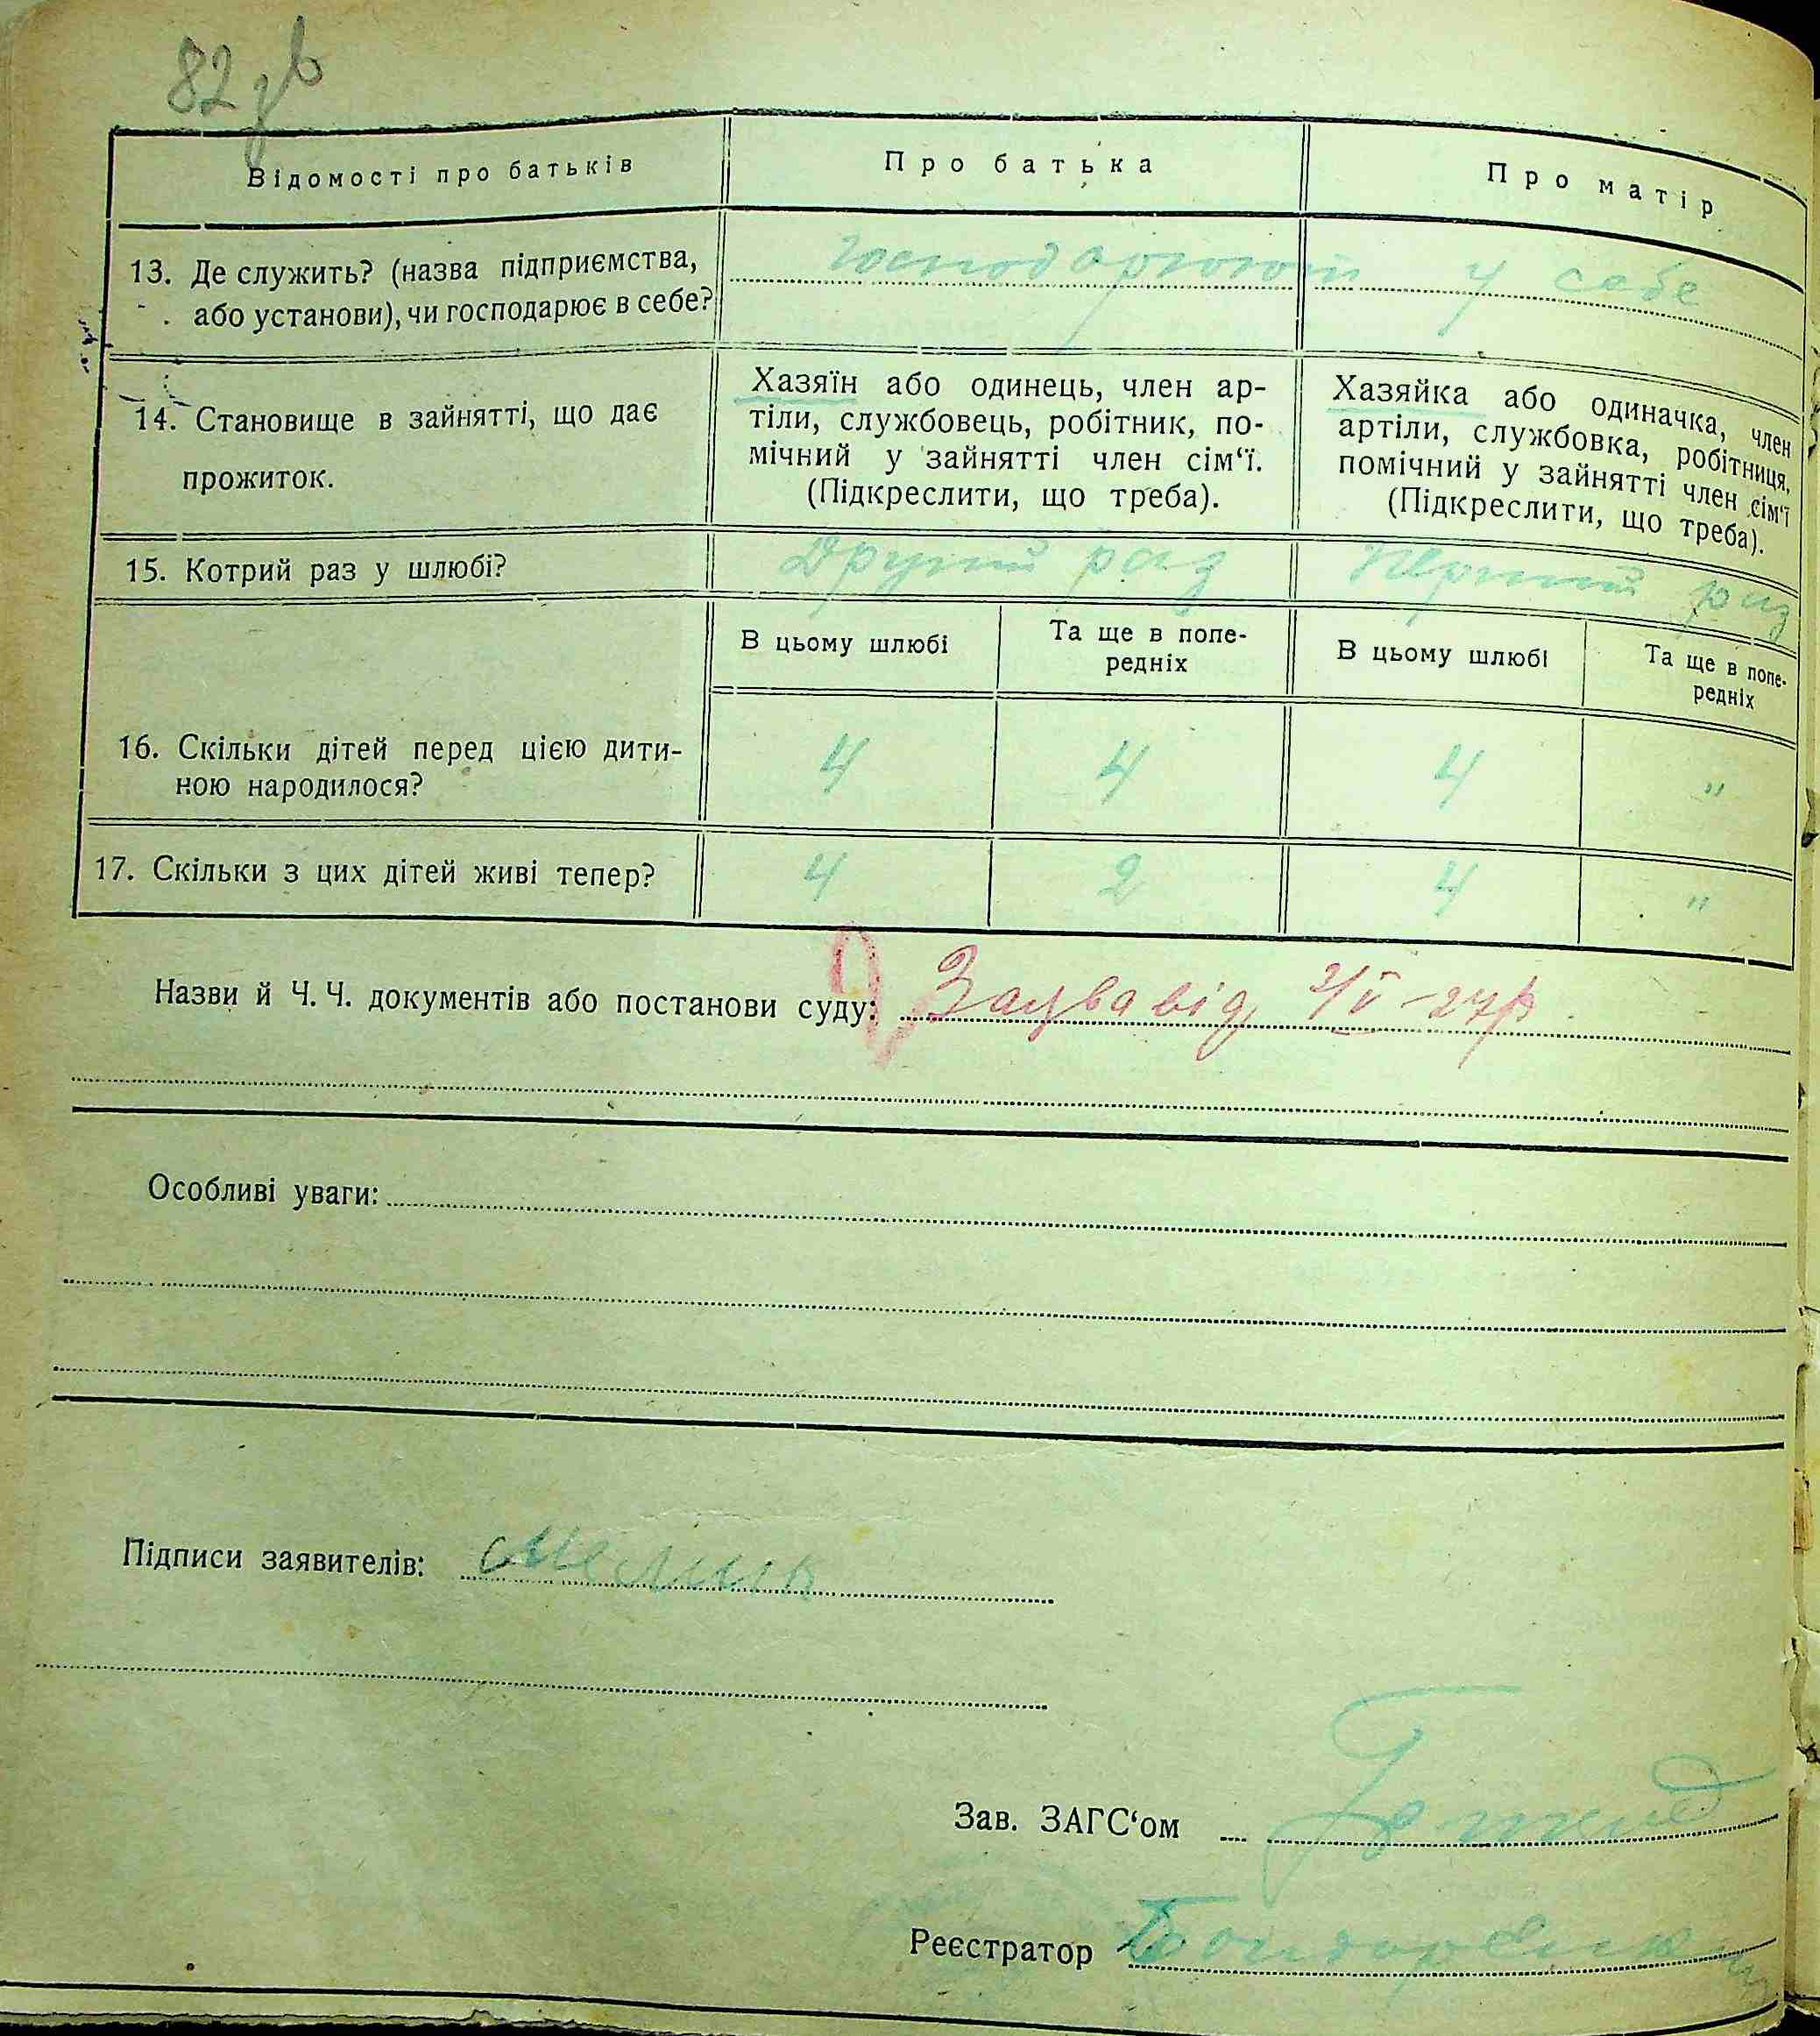 82 зв
Відомості про батьків
Про батька
Про матір
13. Де служить? (назва підприємства,
або установи), чи господарює в себе?
господарюют у себе
14. Становище в зайнятті, що дає
прожиток.
Хазяїн або одинець, член ар-
тіли, службовець, робітник, по-
мічний у зайнятті член сім‘ї.
(Підкреслити, що треба).
Хазяйка або одиначка, член
артіли, службовка, робітниця,
помічний у зайнятті член сім‘ї
(Підкреслити, що треба).
15. Котрий раз у шлюбі?
Другий раз
Перший раз
В цьому шлюбі
Та ще в попе-
редніх
В цьому шлюбі
Та ще в попе-
редніх
16. Скільки дітей перед цією дити-
ною народилося?
4
4
4
"
17. Скільки з цих дітей живі тепер?
4
2
4
"
Назви й Ч. Ч. документів або постанови суду: Заява від 2/V-27р.
Особливі уваги:
Підписи заявителів:
Зав. ЗАГС‘ом
Реєстратор